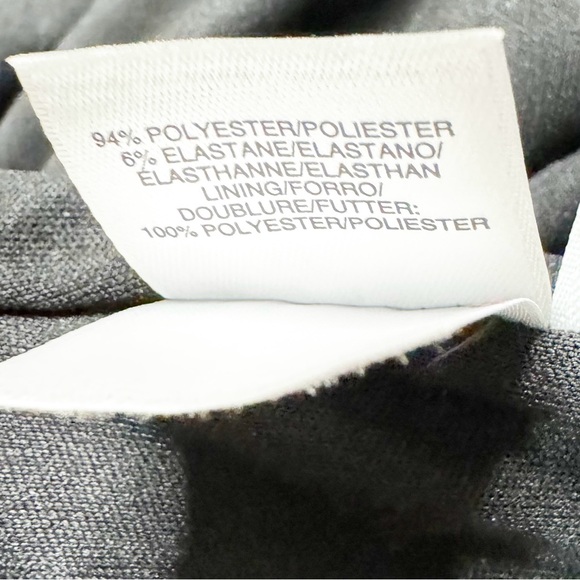 94% POLYESTER/POLIESTER
6% ELASTANE/ELASTANO/
ÉLASTHANNE/ELASTHAN
LINING/FORRO/
DOUBLURE/FUTTER:
100% POLYESTER/POLIESTER